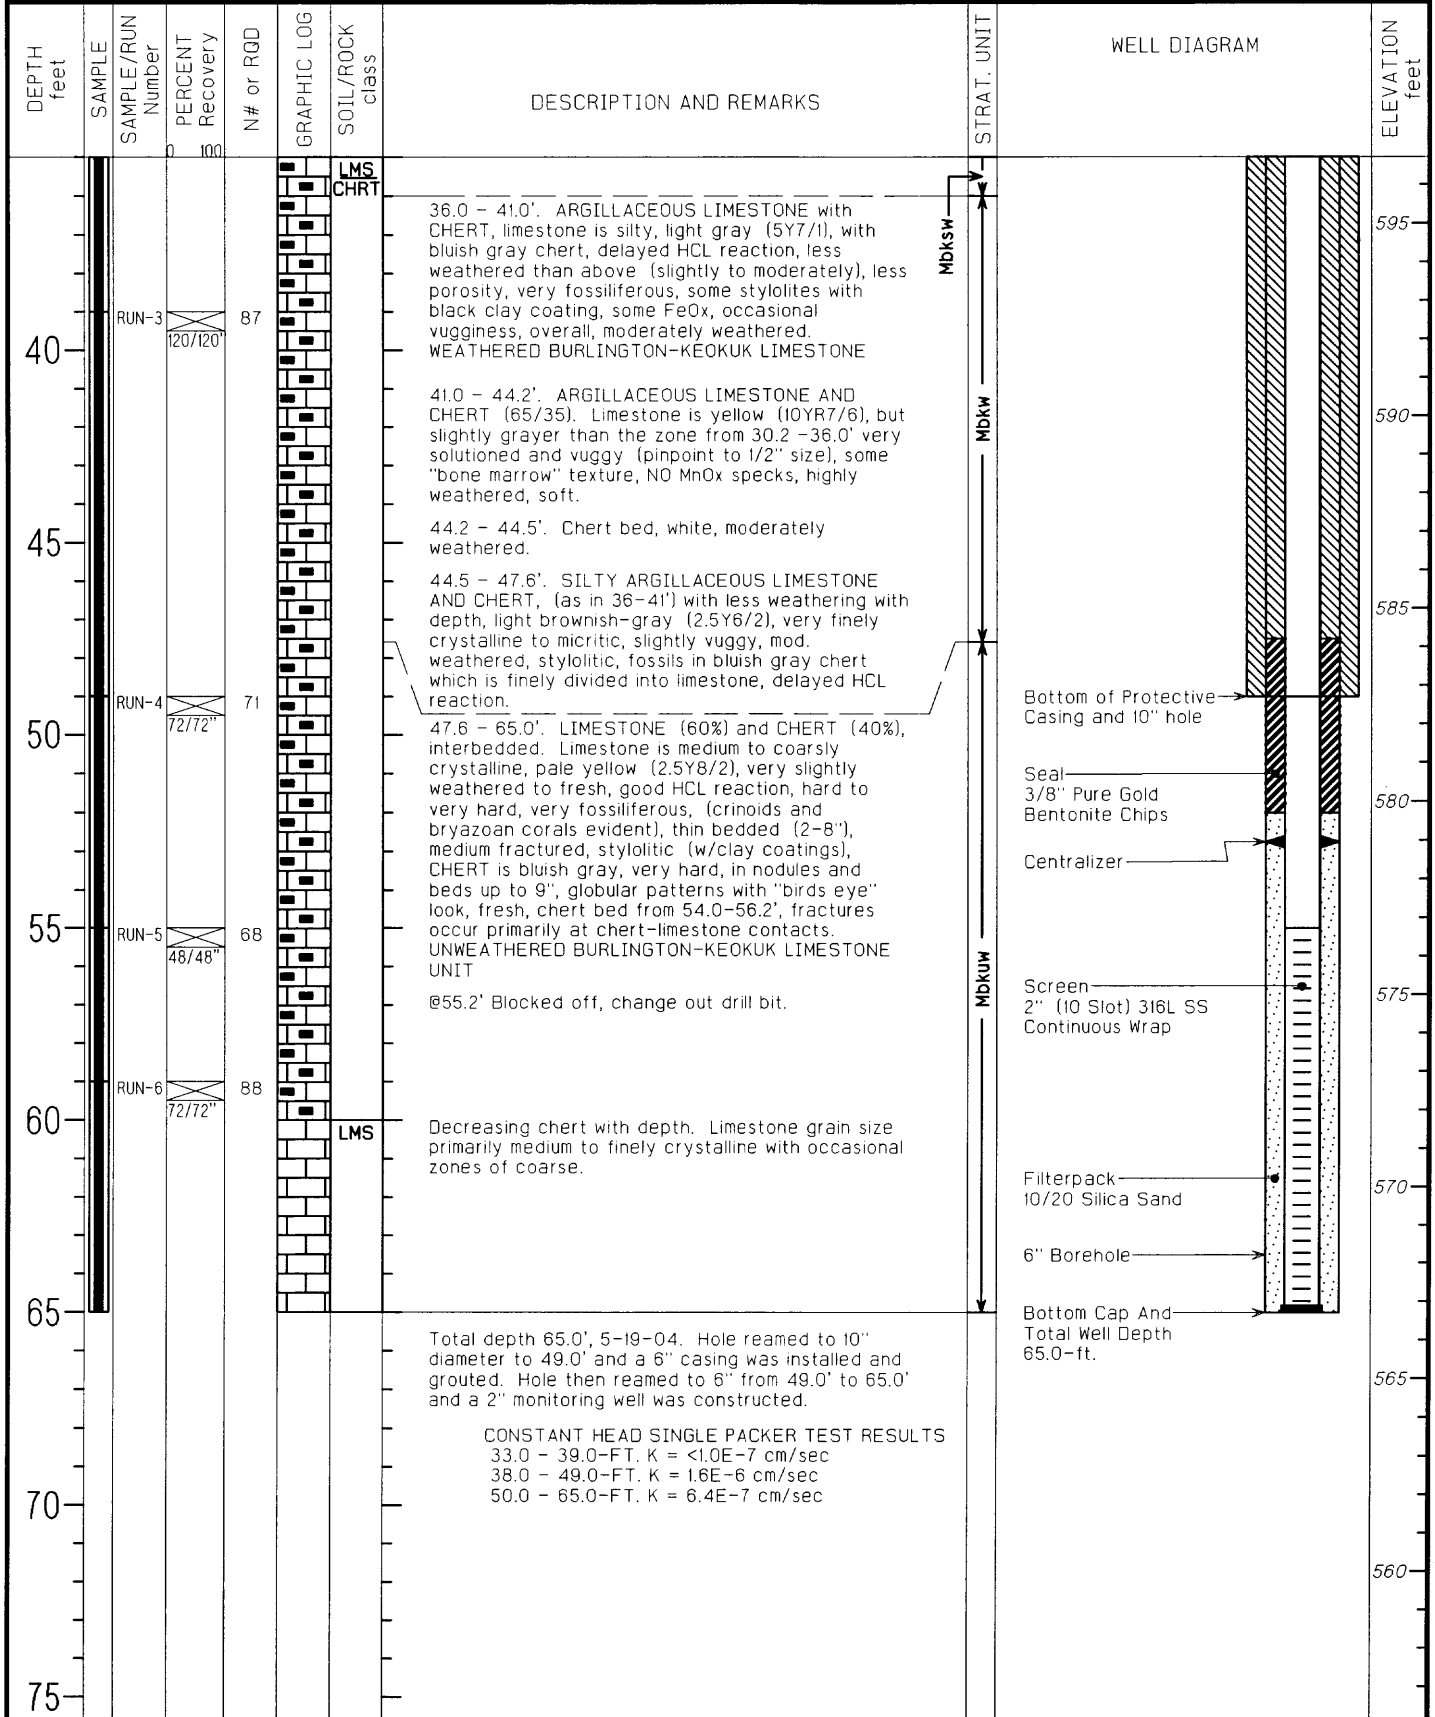 DEPTH feet
SAMPLE
SAMPLE/RUN Number
PERCENT Recovery
0 100
N# or RQD
GRAPHIC LOG
SOIL/ROCK class
DESCRIPTION AND REMARKS
STRAT. UNIT
WELL DIAGRAM
ELEVATION feet
LMS
CHRT
36.0 - 41.0'. ARGILLACEOUS LIMESTONE with
CHERT, limestone is silty, light gray (5Y7/1), with
bluish gray chert, delayed HCL reaction, less
weathered than above (slightly to moderately), less
porosity, very fossiliferous, some stylolites with
black clay coating, some FeOx, occasional
vugginess, overall, moderately weathered.
WEATHERED BURLINGTON-KEOKUK LIMESTONE
Mbksw
595
RUN-3
120/120"
87
40
41.0 - 44.2'. ARGILLACEOUS LIMESTONE AND
CHERT (65/35). Limestone is yellow (10YR7/6), but
slightly grayer than the zone from 30.2 -36.0' very
solutioned and vuggy (pinpoint to 1/2" size), some
"bone marrow" texture, NO MnOx specks, highly
weathered, soft.
Mbkw
590
44.2 - 44.5'. Chert bed, white, moderately
weathered.
45
44.5 - 47.6'. SILTY ARGILLACEOUS LIMESTONE
AND CHERT, (as in 36-41') with less weathering with
depth, light brownish-gray (2.5Y6/2), very finely
crystalline to micritic, slightly vuggy, mod.
weathered, stylolitic, fossils in bluish gray chert
which is finely divided into limestone, delayed HCL
reaction.
585
RUN-4
72/72"
71
Bottom of Protective
Casing and 10" hole
50
47.6 - 65.0'. LIMESTONE (60%) and CHERT (40%),
interbedded. Limestone is medium to coarsly
crystalline, pale yellow (2.5Y8/2), very slightly
weathered to fresh, good HCL reaction, hard to
very hard, very fossiliferous, (crinoids and
bryazoan corals evident), thin bedded (2-8"),
medium fractured, stylolitic (w/clay coatings),
CHERT is bluish gray, very hard, in nodules and
beds up to 9", globular patterns with "birds eye"
look, fresh, chert bed from 54.0-56.2', fractures
occur primarily at chert-limestone contacts.
UNWEATHERED BURLINGTON-KEOKUK LIMESTONE
UNIT
Seal
3/8" Pure Gold
Bentonite Chips
580
Centralizer
55
RUN-5
48/48"
68
Mbkuw
@55.2' Blocked off, change out drill bit.
Screen
2" (10 Slot) 316L SS
Continuous Wrap
575
RUN-6
72/72"
88
60
LMS
Decreasing chert with depth. Limestone grain size
primarily medium to finely crystalline with occasional
zones of coarse.
Filterpack
10/20 Silica Sand
570
6" Borehole
65
Bottom Cap And
Total Well Depth
65.0-ft.
Total depth 65.0', 5-19-04. Hole reamed to 10"
diameter to 49.0' and a 6" casing was installed and
grouted. Hole then reamed to 6" from 49.0' to 65.0'
and a 2" monitoring well was constructed.
565
CONSTANT HEAD SINGLE PACKER TEST RESULTS
33.0 - 39.0-FT. K = <1.0E-7 cm/sec
38.0 - 49.0-FT. K = 1.6E-6 cm/sec
50.0 - 65.0-FT. K = 6.4E-7 cm/sec
70
560
75